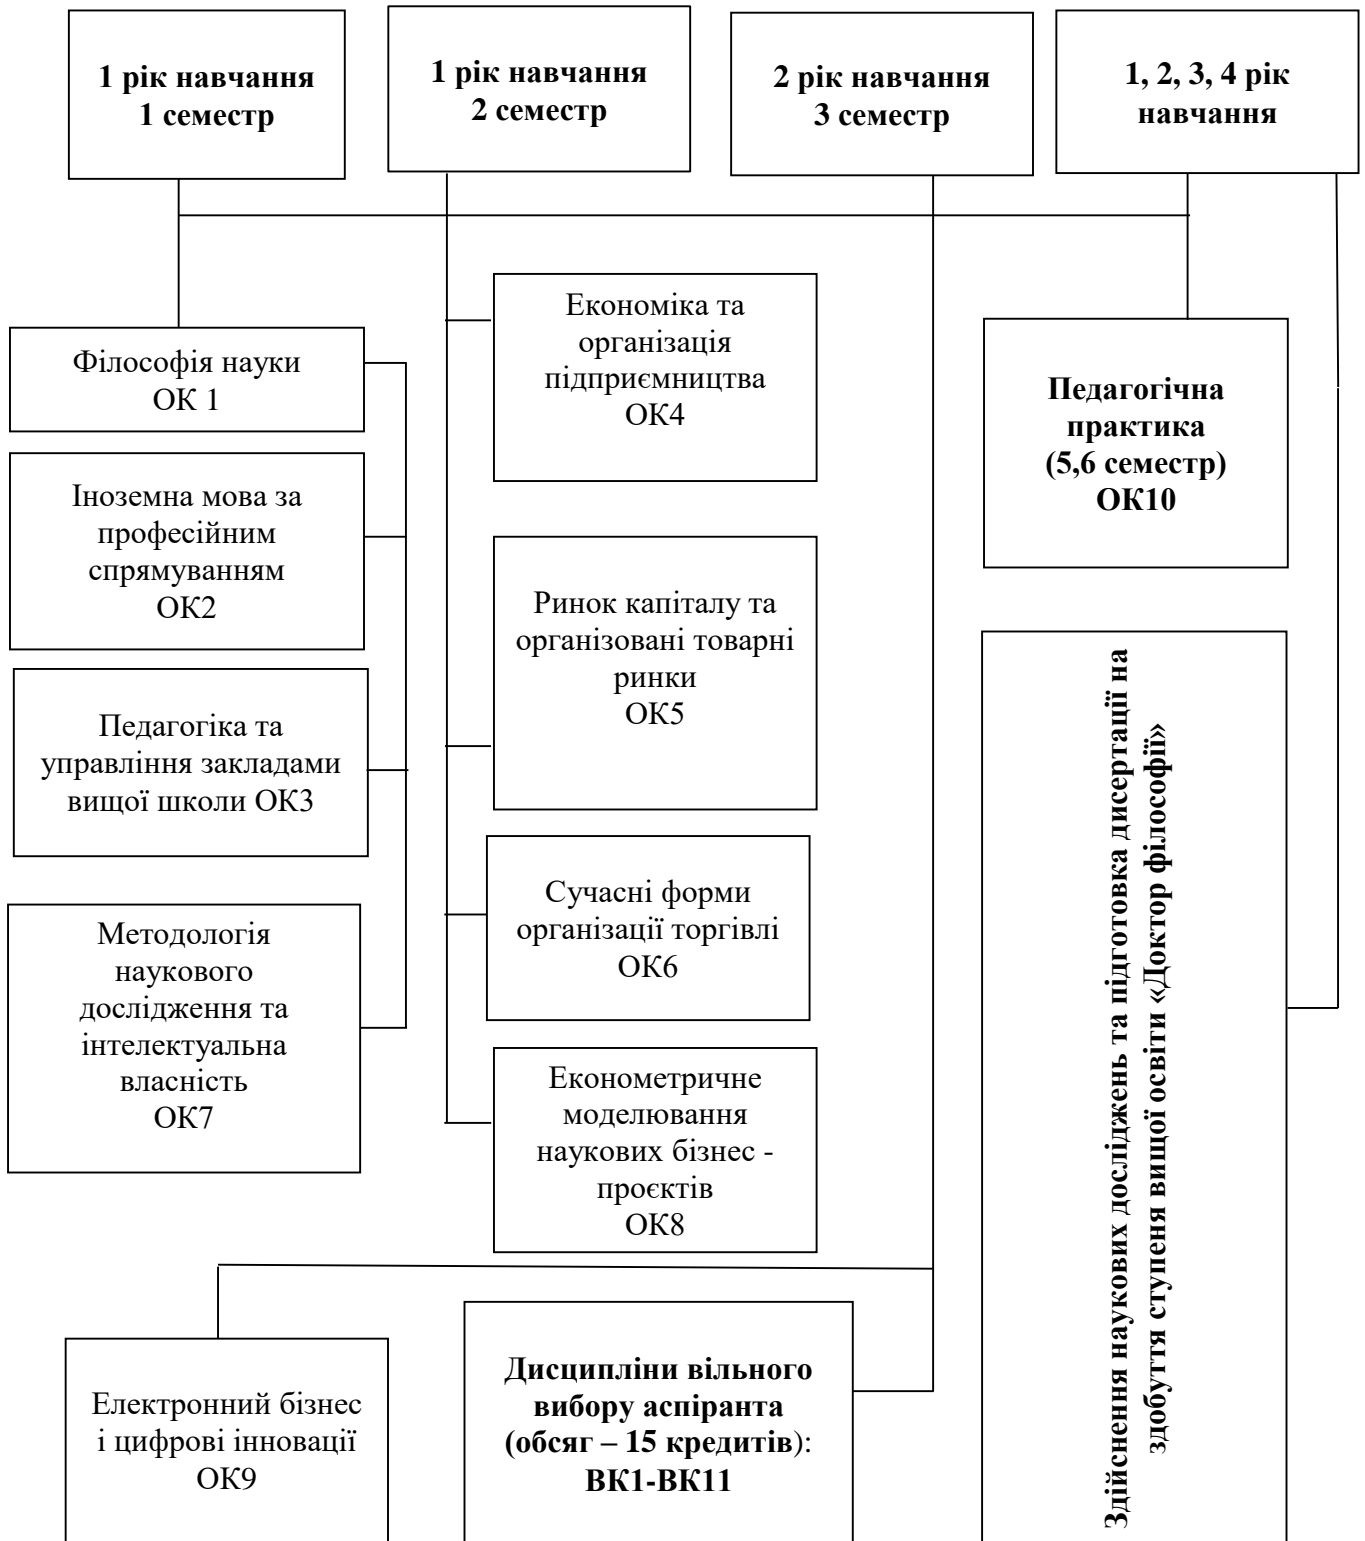 1 рік навчання
1 семестр
1 рік навчання
2 семестр
2 рік навчання
3 семестр
1, 2, 3, 4 рік
навчання
Філософія науки
ОК 1
Іноземна мова за
професійним
спрямуванням
ОК2
Педагогіка та
управління закладами
вищої школи ОК3
Методологія
наукового
дослідження та
інтелектуальна
власність
ОК7
Економіка та
організація
підприємництва
ОК4
Ринок капіталу та
організовані товарні
ринки
ОК5
Сучасні форми
організації торгівлі
ОК6
Економетричне
моделювання
наукових бізнес -
проєктів
ОК8
Педагогічна
практика
(5,6 семестр)
ОК10
Здійснення наукових досліджень та підготовка дисертації на
здобуття ступеня вищої освіти «Доктор філософії»
Електронний бізнес
і цифрові інновації
ОК9
Дисципліни вільного
вибору аспіранта
(обсяг – 15 кредитів):
ВК1-ВК11